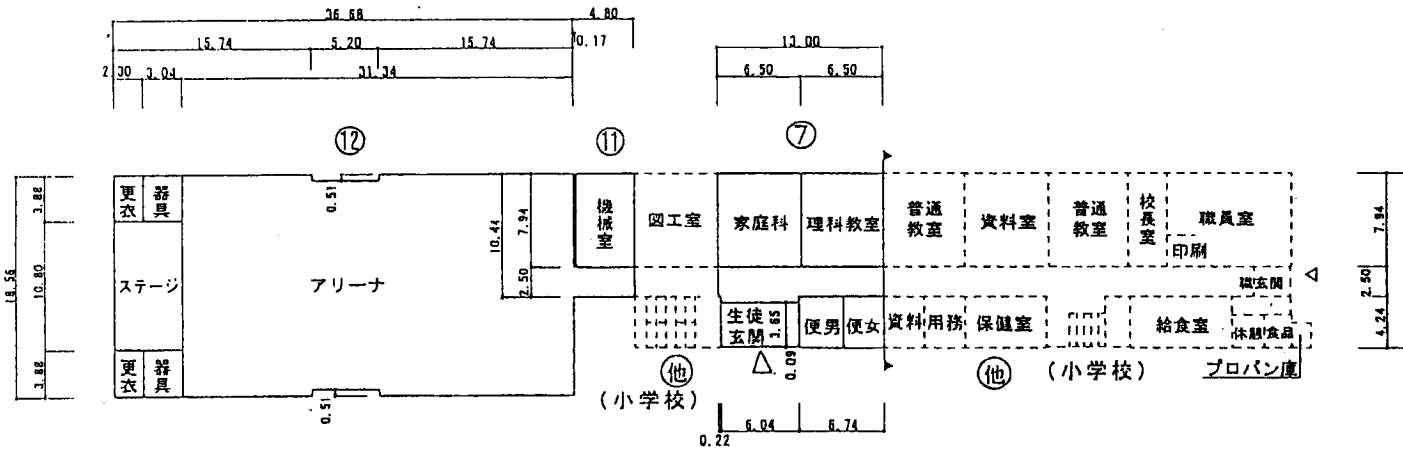 36.68
4.80
15.74
5.20
15.74
0.17
13.00
3.04
31.34
6.50
6.50
⑫
⑪
⑦
更衣
器具
0.51
機械室
図工室
家庭科
理科教室
普通教室
資料室
普通教室
校長室
職員室
印刷
3.88
10.80
3.88
18.56
10.44
7.94
2.50
7.94
2.50
4.24
ステージ
アリーナ
職玄関
生徒玄関
3.65
便男
便女
資料
用務
保健室
給食室
休憩
食品
更衣
器具
0.51
0.09
他
(小学校)
他
(小学校)
プロパン庫
6.04
6.74
0.22